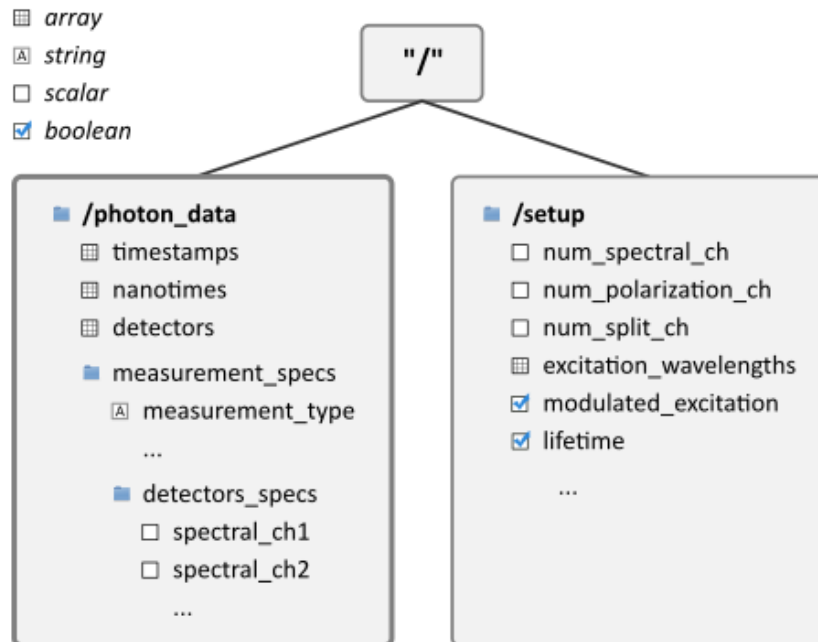 array
string
scalar
boolean
"/"
/photon_data
timestamps
nanotimes
detectors
measurement_specs
A measurement_type
...
detectors_specs
spectral_ch1
spectral_ch2
...
/setup
num_spectral_ch
num_polarization_ch
num_split_ch
excitation_wavelengths
modulated_excitation
lifetime
...